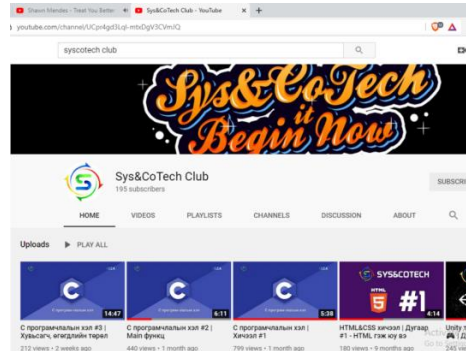 Shawn Mendes - Treat You Better
Sys&CoTech Club - YouTube
youtube.com/channel/UCpr4gd3Lql-mtxDgV3CVmJQ
syscotech club
Sys&CoTech
it
Begin Now
Sys&CoTech Club
195 subscribers
SUBSCRI
HOME VIDEOS PLAYLISTS CHANNELS DISCUSSION ABOUT
Uploads PLAY ALL
C
14:47
C
6:11
C
5:38
SYS&COTECH
HTML
5
#1
4:14
C програмчлалын хэл #3 |
Хувьсагч, өгөгдлийн төрөл
212 views • 2 weeks ago
C програмчлалын хэл #2 |
Main функц
440 views • 1 month ago
C програмчлалын хэл |
Хичээл #1
799 views • 1 month ago
HTML&CSS хичээл | Дугаар
#1 - HTML гэж юу вэ
180 views • 9 months ago
Unity